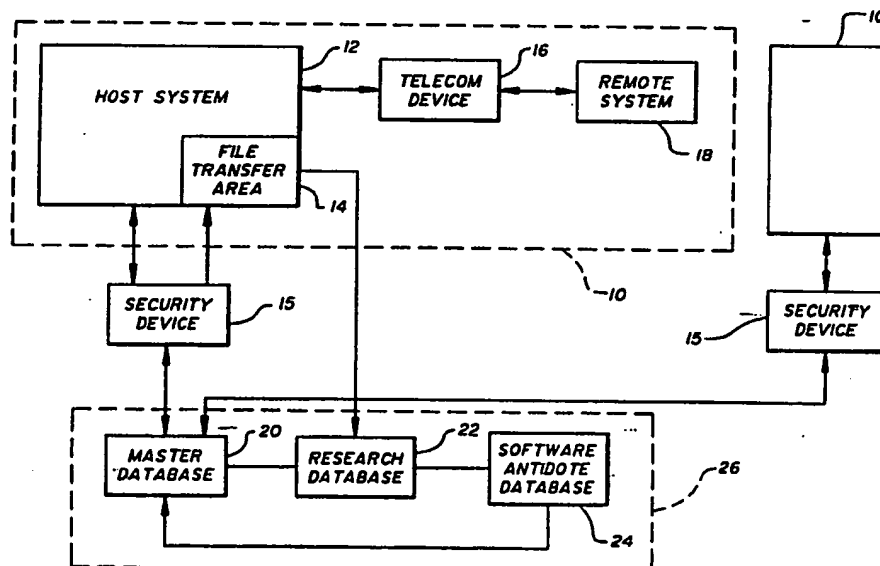 12
HOST SYSTEM
FILE
TRANSFER
AREA
14
TELECOM
DEVICE
16
REMOTE
SYSTEM
18
10
SECURITY
DEVICE
15
SECURITY
DEVICE
15
MASTER
DATABASE
20
RESEARCH
DATABASE
22
SOFTWARE
ANTIDOTE
DATABASE
24
26